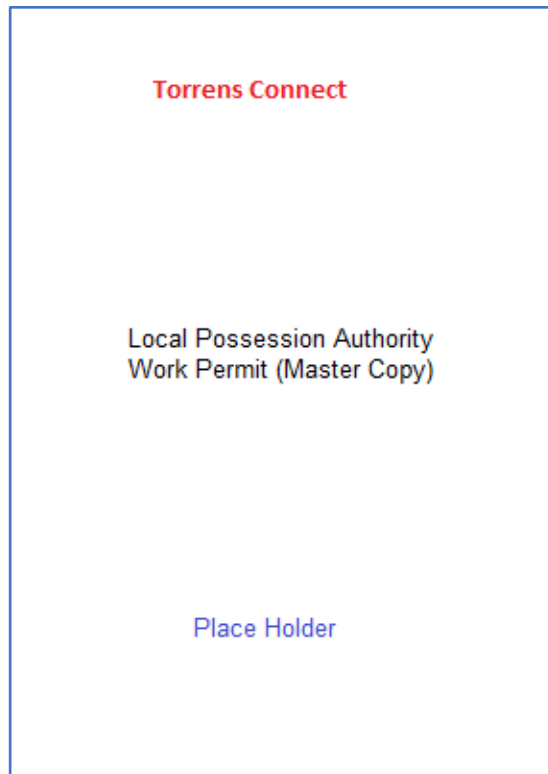 Torrens Connect
Local Possession Authority
Work Permit (Master Copy)
Place Holder